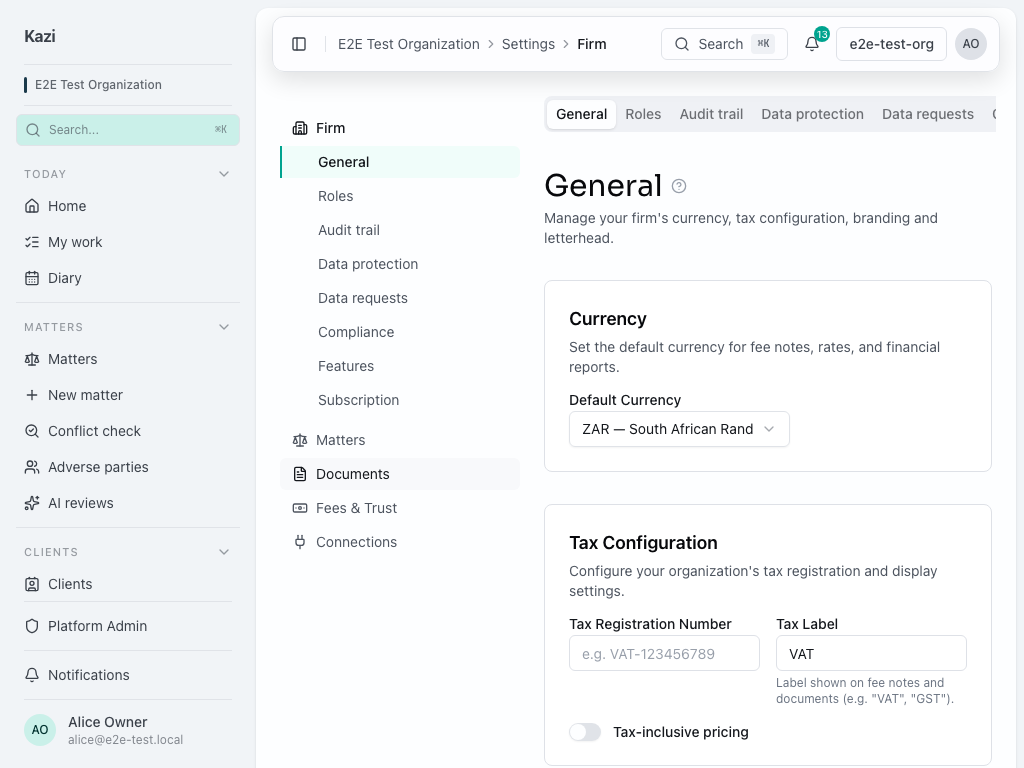 Kazi
E2E Test Organization
Search...
⌘K
TODAY
Home
My work
Diary
MATTERS
Matters
New matter
Conflict check
Adverse parties
AI reviews
CLIENTS
Clients
Platform Admin
Notifications
AO
Alice Owner
alice@e2e-test.local
E2E Test Organization
Settings
Firm
Search
⌘K
13
e2e-test-org
AO
Firm
General
Roles
Audit trail
Data protection
Data requests
Compliance
Features
Subscription
Matters
Documents
Fees & Trust
Connections
General
Roles
Audit trail
Data protection
Data requests
General
Manage your firm's currency, tax configuration, branding and
letterhead.
Currency
Set the default currency for fee notes, rates, and financial
reports.
Default Currency
ZAR — South African Rand
Tax Configuration
Configure your organization's tax registration and display
settings.
Tax Registration Number
Tax Label
e.g. VAT-123456789
VAT
Label shown on fee notes and
documents (e.g. "VAT", "GST").
Tax-inclusive pricing